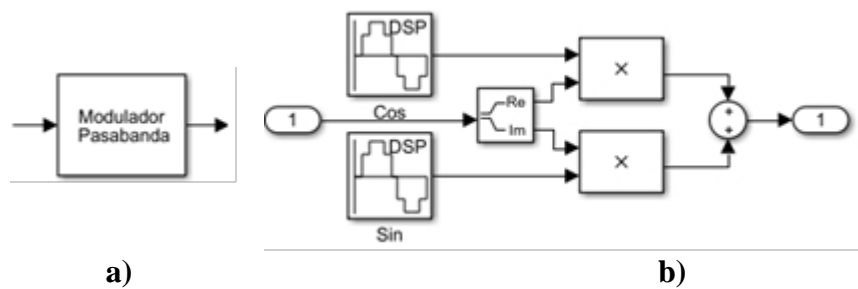 Modulador
Pasabanda
a)
DSP
Cos
1
Re
Im
×
+
+
1
DSP
×
Sin
b)